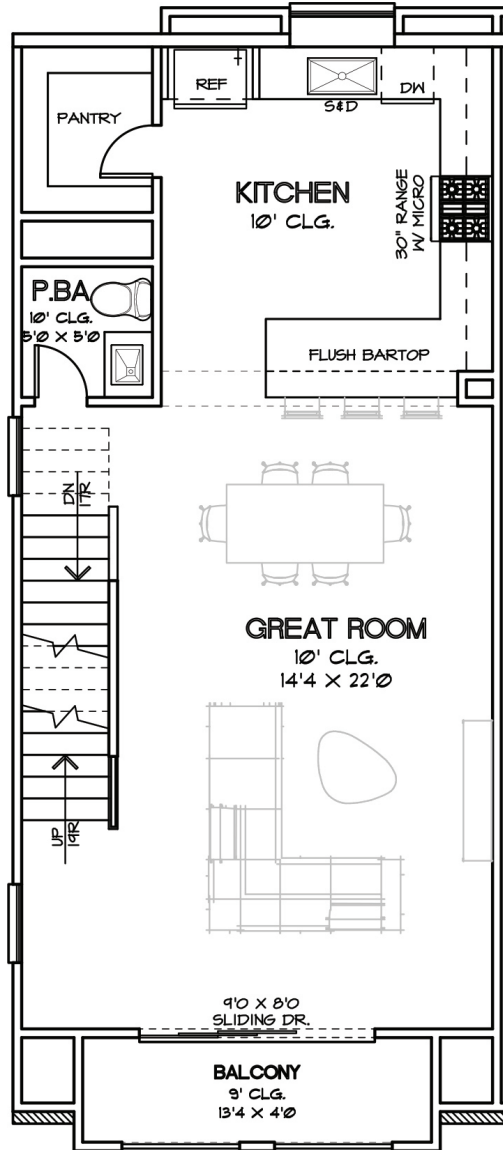 REF
S&D
DW
PANTRY
KITCHEN
10' CLG.
30" RANGE
W/ MICRO
P.BA
10' CLG.
5'0 X 5'0
FLUSH BARTOP
DN
17R
GREAT ROOM
10' CLG.
14'4 X 22'0
UP
19R
9'0 X 8'0
SLIDING DR.
BALCONY
9' CLG.
13'4 X 4'0